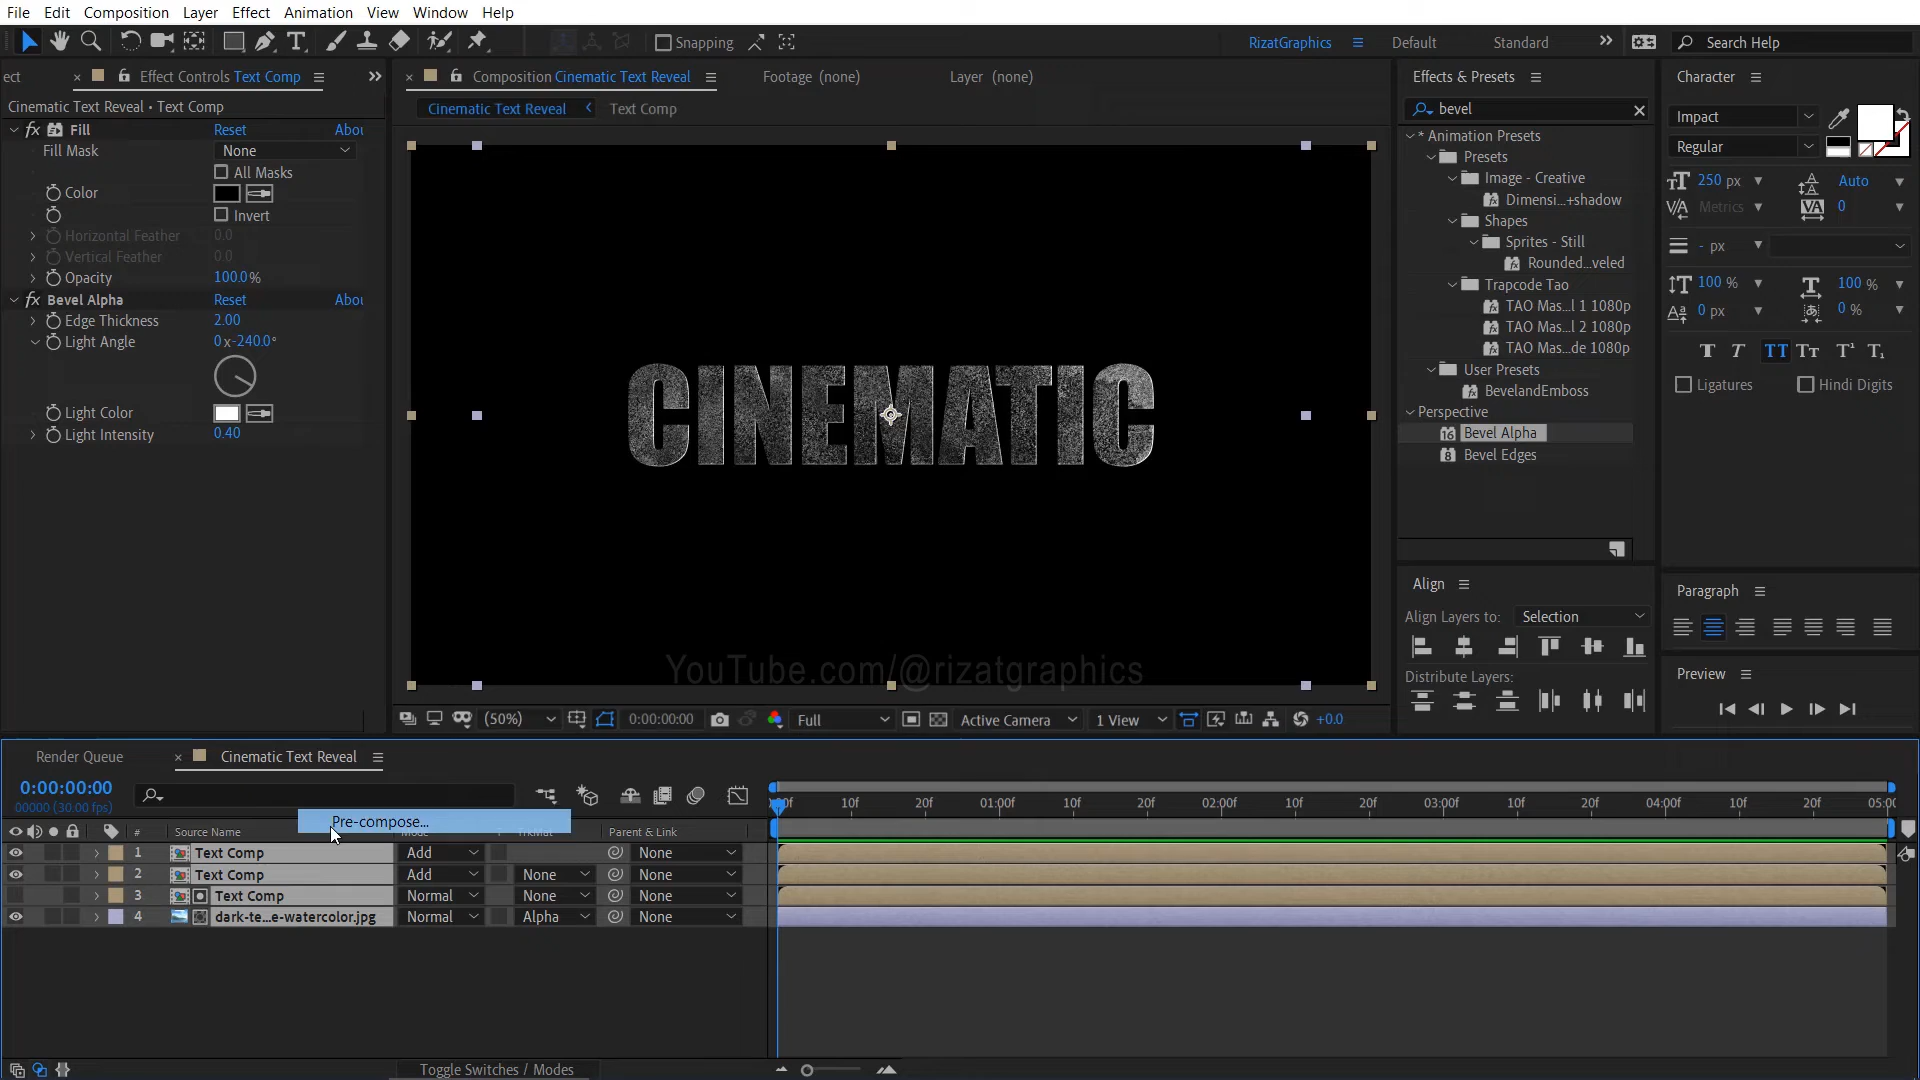 File Edit Composition Layer Effect Animation View Window Help
Snapping
RizatGraphics Default Standard
Search Help
ect
Effect Controls Text Comp
Composition Cinematic Text Reveal
Footage (none)
Layer (none)
Effects & Presets
Character
Cinematic Text Reveal • Text Comp
Cinematic Text Reveal
Text Comp
bevel
fx Fill
Reset
Abou
Fill Mask
None
All Masks
Color
Invert
Horizontal Feather 0.0
Vertical Feather 0.0
Opacity 100.0%
fx Bevel Alpha
Reset
Abou
Edge Thickness 2.00
Light Angle 0 x-240.0°
Light Color
Light Intensity 0.40
CINEMATIC
YouTube.com/@rizatgraphics
(50%)
0:00:00:00
Full
Active Camera
1 View
+0.0
* Animation Presets
Presets
Image - Creative
Dimensi...+shadow
Shapes
Sprites - Still
Rounded...veled
Trapcode Tao
TAO Mas...l 1 1080p
TAO Mas...l 2 1080p
TAO Mas...de 1080p
User Presets
BevelandEmboss
Perspective
Bevel Alpha
Bevel Edges
Impact
Regular
250 px
Auto
Metrics
0
- px
100 %
100 %
0 px
0 %
Ligatures
Hindi Digits
Align
Align Layers to: Selection
Distribute Layers:
Paragraph
Preview
Render Queue
Cinematic Text Reveal
0:00:00:00
00000 (30.00 fps)
Pre-compose...
# Source Name Mode TrkMat Parent & Link
1 Text Comp Add None
2 Text Comp Add None None
3 Text Comp Normal None None
4 dark-te...e-watercolor.jpg Normal Alpha None
10f 20f 01:00f 10f 20f 02:00f 10f 20f 03:00f 10f 20f 04:00f 10f 20f 05:00
Toggle Switches / Modes